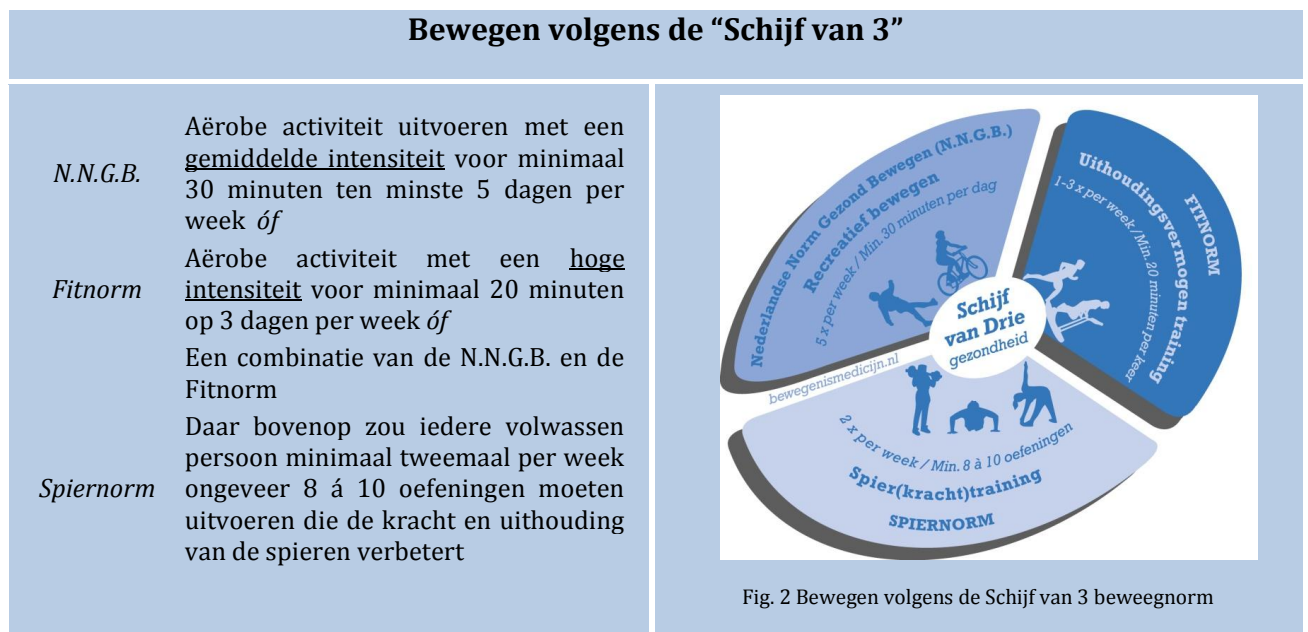 Bewegen volgens de “Schijf van 3”
N.N.G.B.
Aërobe activiteit uitvoeren met een
gemiddelde intensiteit voor minimaal
30 minuten ten minste 5 dagen per
week óf
Fitnorm
Aërobe activiteit met een hoge
intensiteit voor minimaal 20 minuten
op 3 dagen per week óf
Een combinatie van de N.N.G.B. en de
Fitnorm
Spiernorm
Daar bovenop zou iedere volwassen
persoon minimaal tweemaal per week
ongeveer 8 á 10 oefeningen moeten
uitvoeren die de kracht en uithouding
van de spieren verbetert
Nederlandse Norm Gezond Bewegen (N.N.G.B.)
Recreatief bewegen
5 x per week / Min. 30 minuten per dag
FITNORM
Uithoudingsvermogen training
1-3 x per week / Min. 20 minuten per keer
Schijf
van Drie
gezondheid
bewegenismedicijn.nl
2 x per week / Min. 8 à 10 oefeningen
Spier(kracht)training
SPIERNORM
Fig. 2 Bewegen volgens de Schijf van 3 beweegnorm